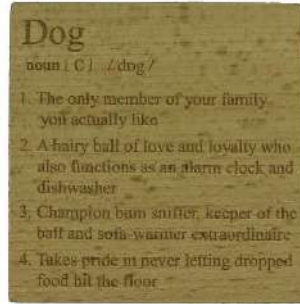 Dog
noun [ C ] / dɒg /
1. The only member of your family
you actually like
2. A hairy ball of love and loyalty who
also functions as an alarm clock and
dishwasher
3. Champion bum sniffer, keeper of the
ball and sofa-warmer extraordinaire
4. Takes pride in never letting dropped
food hit the floor